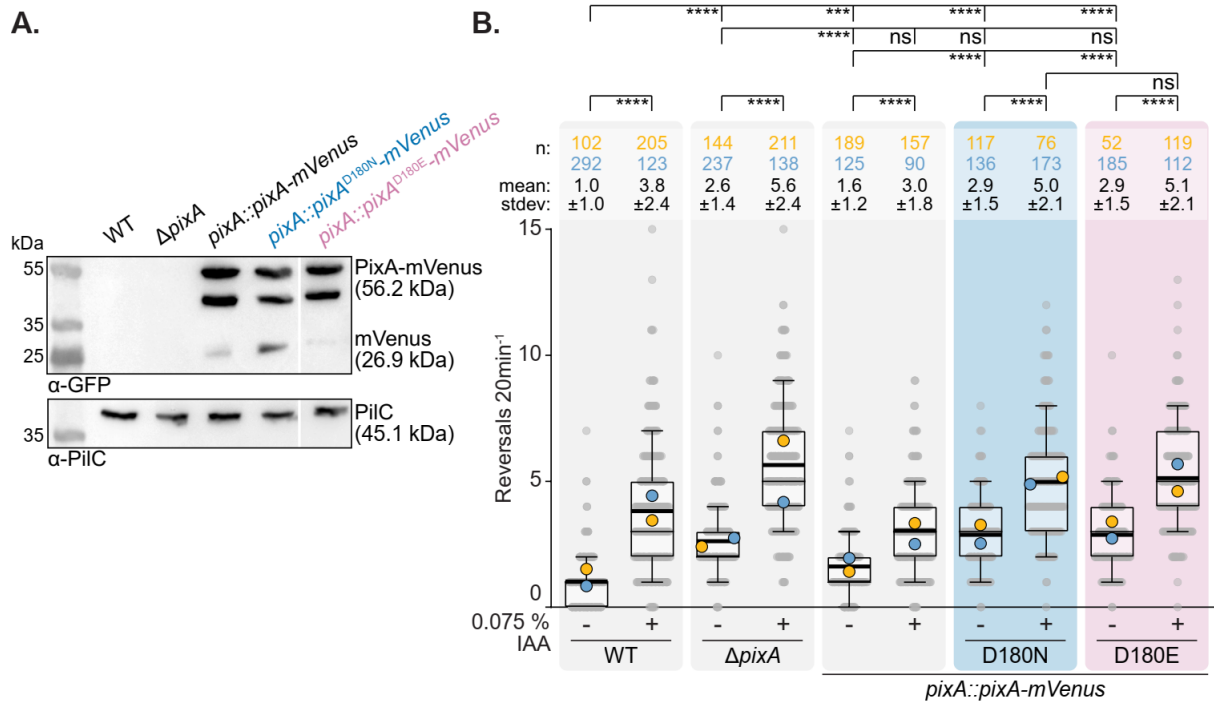 A.
WT
ΔpixA
pixA::pixA-mVenus
pixA::pixA^D180N-mVenus
pixA::pixA^D180E-mVenus
kDa
55
35
25
PixA-mVenus
(56.2 kDa)
mVenus
(26.9 kDa)
α-GFP
35
PilC
(45.1 kDa)
α-PilC
B.
**** *** **** ****
**** ns ns ****
**** ****
ns
**** **** **** **** ****
n: 102 205 144 211 189 157 117 76 52 119
292 123 237 138 125 90 136 173 185 112
mean: 1.0 3.8 2.6 5.6 1.6 3.0 2.9 5.0 2.9 5.1
stdev: ±1.0 ±2.4 ±1.4 ±2.4 ±1.2 ±1.8 ±1.5 ±2.1 ±1.5 ±2.1
Reversals 20min⁻¹
15
10
5
0
0.075 % IAA - + - + - + - + - +
WT ΔpixA D180N D180E
pixA::pixA-mVenus